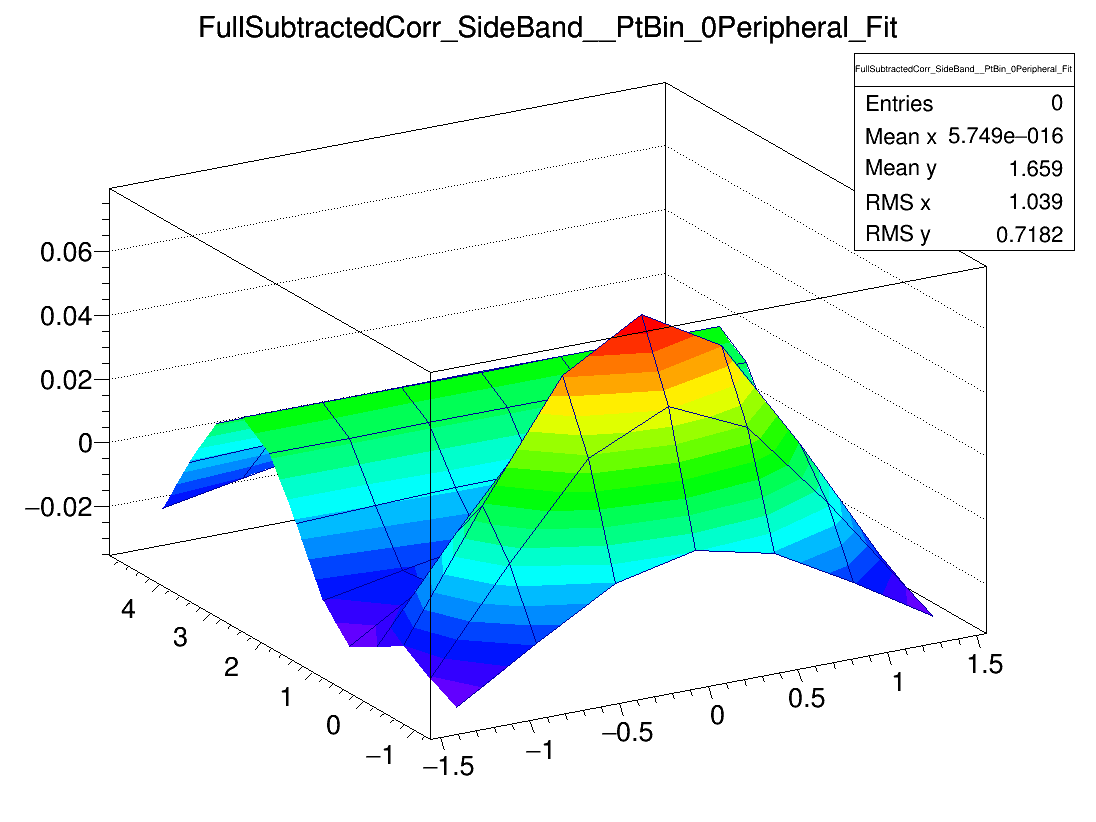 FullSubtractedCorr_SideBand__PtBin_0Peripheral_Fit
FullSubtractedCorr_SideBand__PtBin_0Peripheral_Fit
Entries 0
Mean x 5.749e−016
Mean y 1.659
RMS x 1.039
RMS y 0.7182
0.06
0.04
0.02
0
−0.02
4
3
2
1
0
−1
−1.5
−1
−0.5
0
0.5
1
1.5